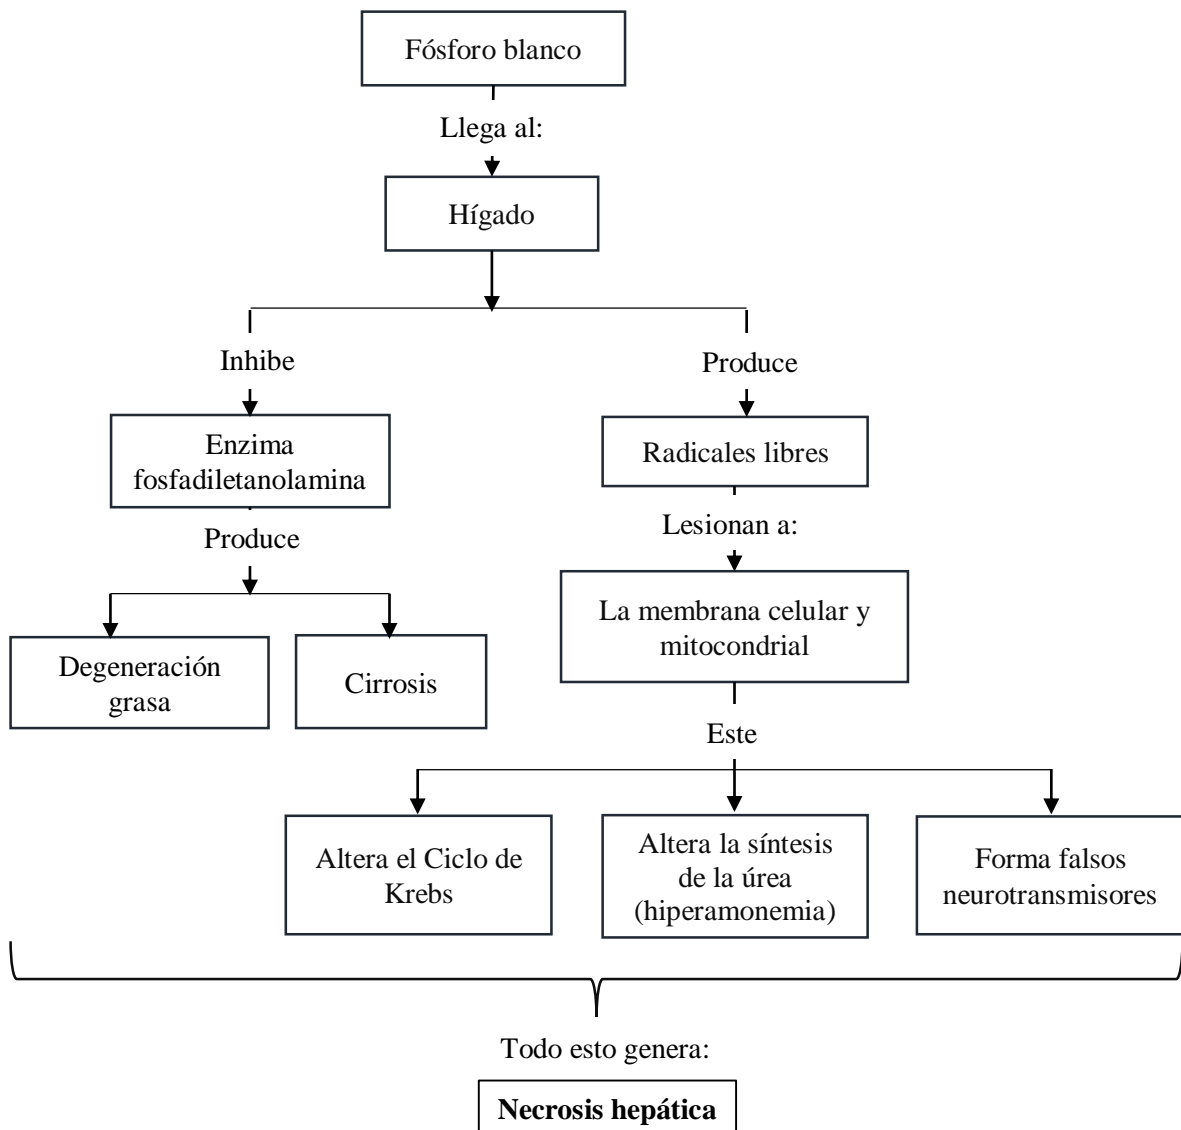 Fósforo blanco
Llega al:
Hígado
Inhibe
Produce
Enzima
fosfadiletanolamina
Radicales libres
Produce
Lesionan a:
Degeneración
grasa
Cirrosis
La membrana celular y
mitocondrial
Este
Altera el Ciclo de
Krebs
Altera la síntesis
de la úrea
(hiperamonemia)
Forma falsos
neurotransmisores
Todo esto genera:
Necrosis hepática